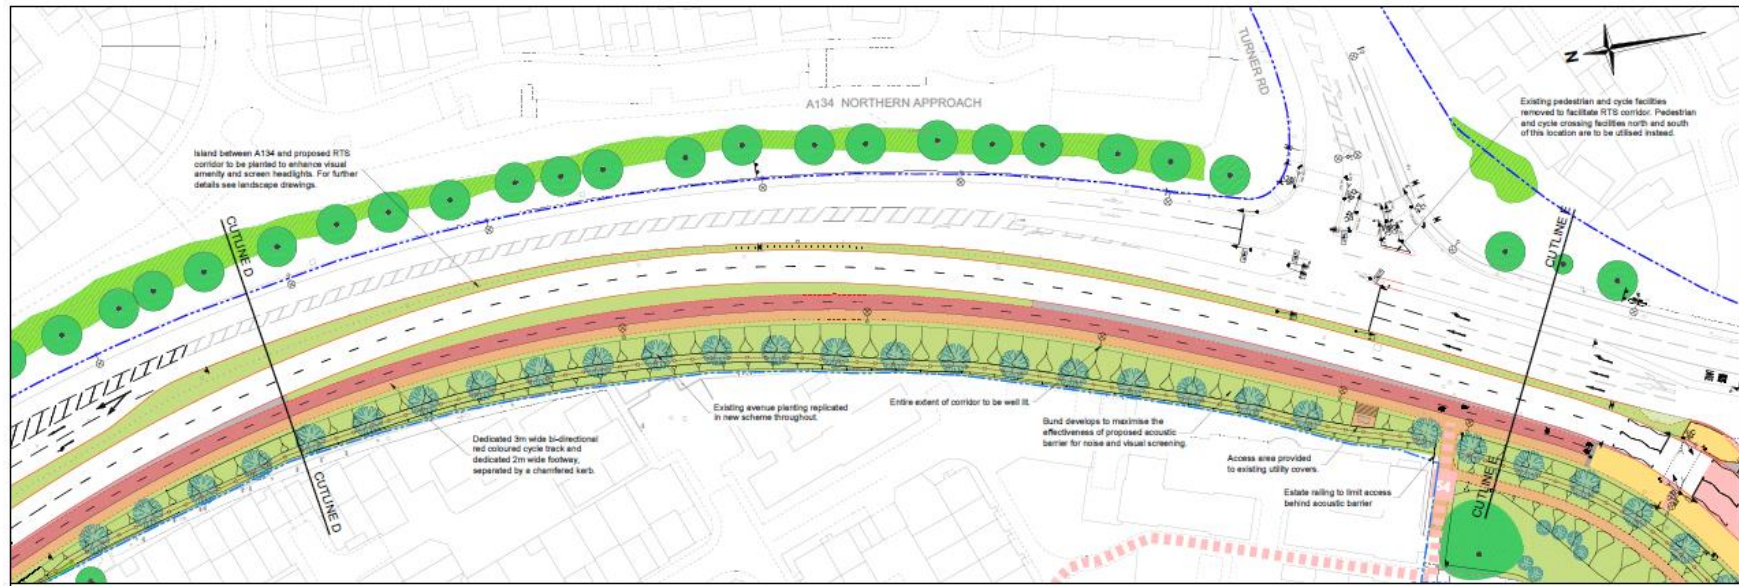 TURNER RD
N
A134 NORTHERN APPROACH
Existing pedestrian and cycle facilities
removed to facilitate RTS corridor. Pedestrian
and cycle crossing facilities north and south
of this location are to be utilised instead.
Island between A134 and proposed RTS
corridor to be planted to enhance visual
amenity and screen headlights. For further
details see landscape drawings.
CUTLINE D
CUTLINE E
Existing avenue planting replicated
in new scheme throughout.
Entire extent of corridor to be well lit.
Bund develops to maximise the
effectiveness of proposed acoustic
barrier for noise and visual screening.
Dedicated 3m wide bi-directional
red coloured cycle track and
dedicated 2m wide footway,
separated by a chamfered kerb.
Access area provided
to existing utility covers.
Estate railing to limit access
behind acoustic barrier
CUTLINE D
CUTLINE E